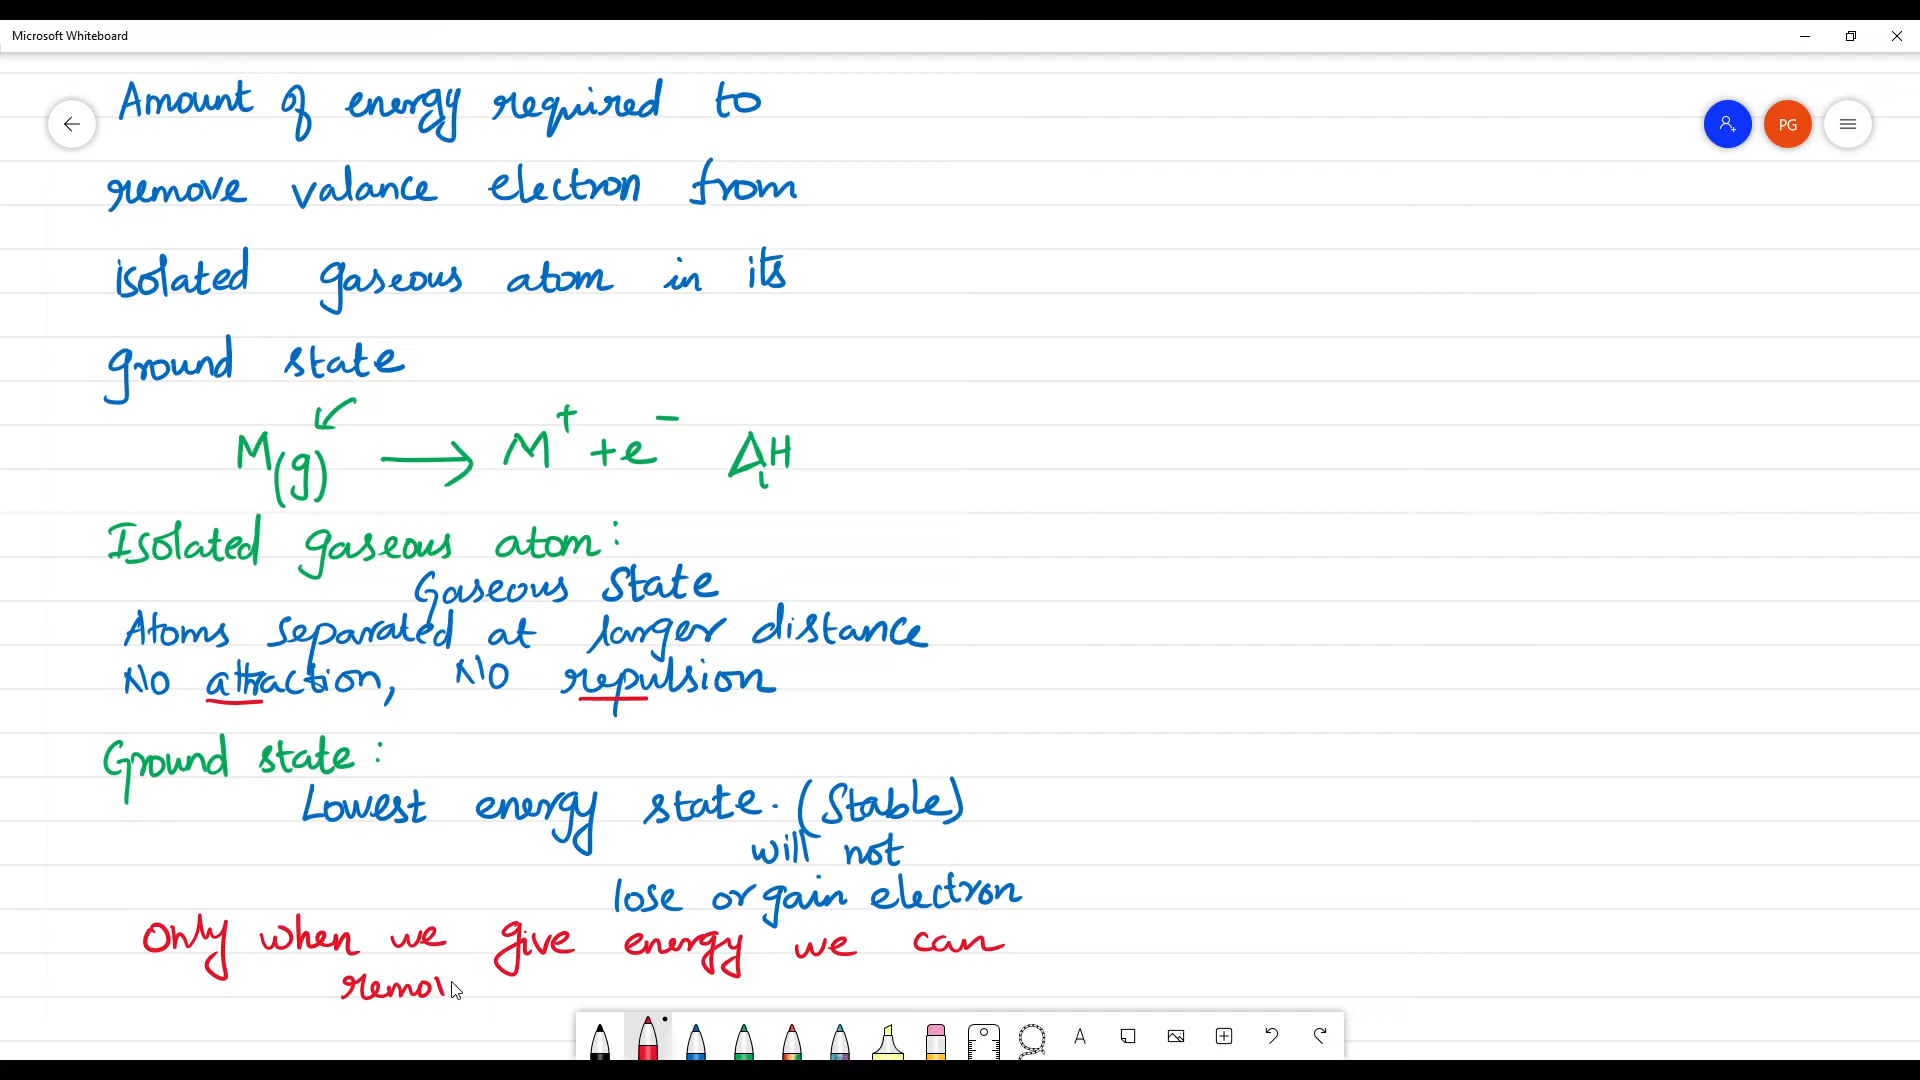 Microsoft Whiteboard
Amount of energy required to
PG
remove valance electron from
isolated gaseous atom in its
ground state
M(g) ⟶ M⁺ + e⁻ ΔᵢH
Isolated gaseous atom:
Gaseous State
Atoms separated at larger distance
No attraction, No repulsion
Ground state:
Lowest energy state. (Stable)
will not
lose or gain electron
Only when we give energy we can
remov
A